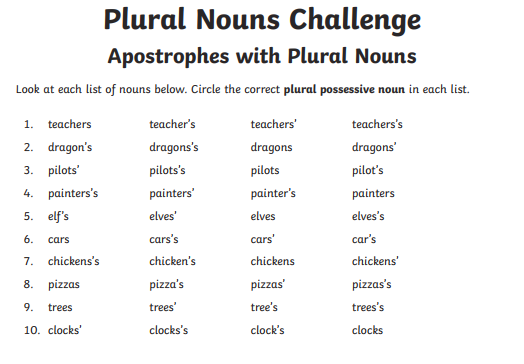 Plural Nouns Challenge
Apostrophes with Plural Nouns
Look at each list of nouns below. Circle the correct plural possessive noun in each list.
1. teachers teacher's teachers' teachers's
2. dragon's dragons's dragons dragons'
3. pilots' pilots's pilots pilot's
4. painters's painters' painter's painters
5. elf's elves' elves elves's
6. cars cars's cars' car's
7. chickens's chicken's chickens chickens'
8. pizzas pizza's pizzas' pizzas's
9. trees trees' tree's trees's
10. clocks' clocks's clock's clocks